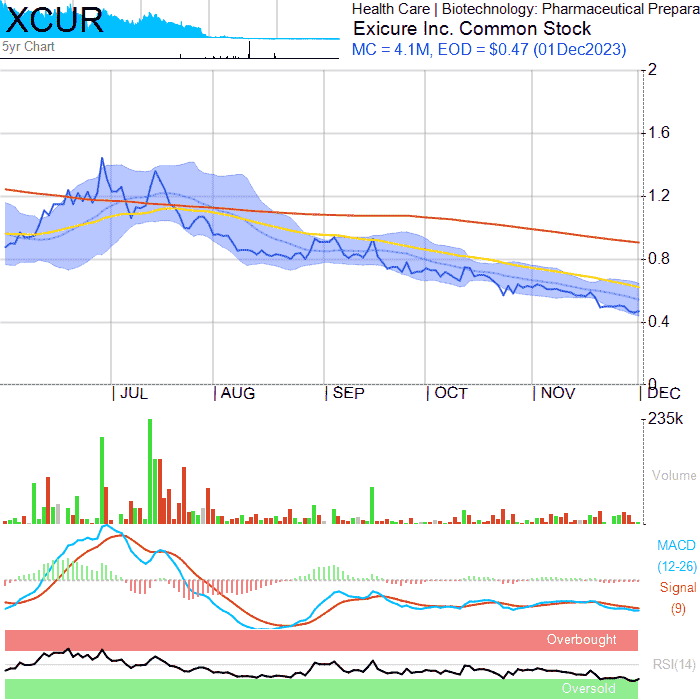 XCUR
5yr Chart
Health Care | Biotechnology: Pharmaceutical Prepara
Exicure Inc. Common Stock
MC = 4.1M, EOD = $0.47 (01Dec2023)
2
1.6
1.2
0.8
0.4
0
JUL
AUG
SEP
OCT
NOV
DEC
235k
Volume
MACD
(12-26)
Signal
(9)
Overbought
RSI(14)
Oversold